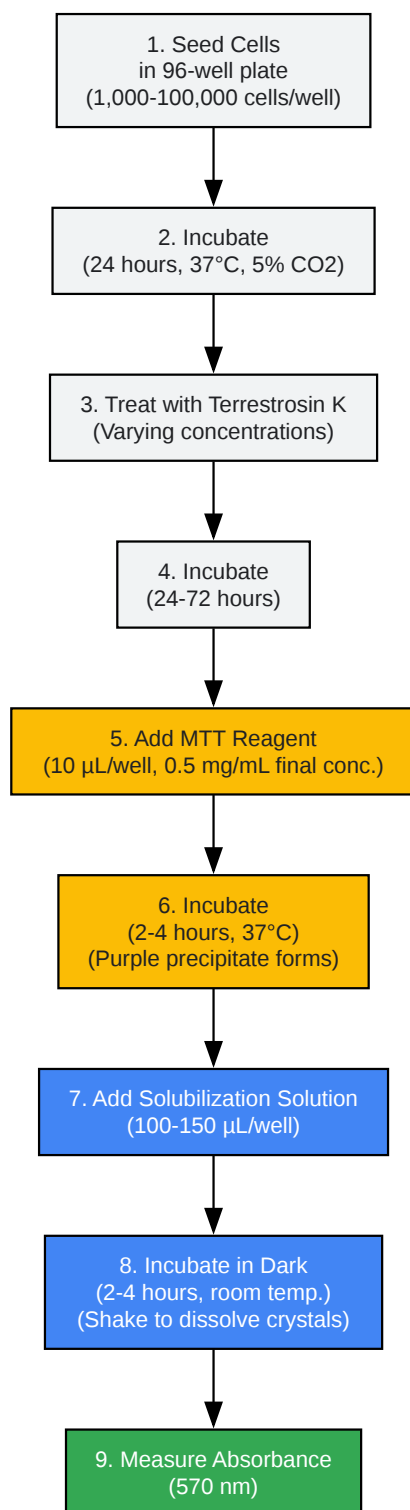 1. Seed Cells
in 96-well plate
(1,000-100,000 cells/well)
2. Incubate
(24 hours, 37°C, 5% CO2)
3. Treat with Terrestrosin K
(Varying concentrations)
4. Incubate
(24-72 hours)
5. Add MTT Reagent
(10 µL/well, 0.5 mg/mL final conc.)
6. Incubate
(2-4 hours, 37°C)
(Purple precipitate forms)
7. Add Solubilization Solution
(100-150 µL/well)
8. Incubate in Dark
(2-4 hours, room temp.)
(Shake to dissolve crystals)
9. Measure Absorbance
(570 nm)